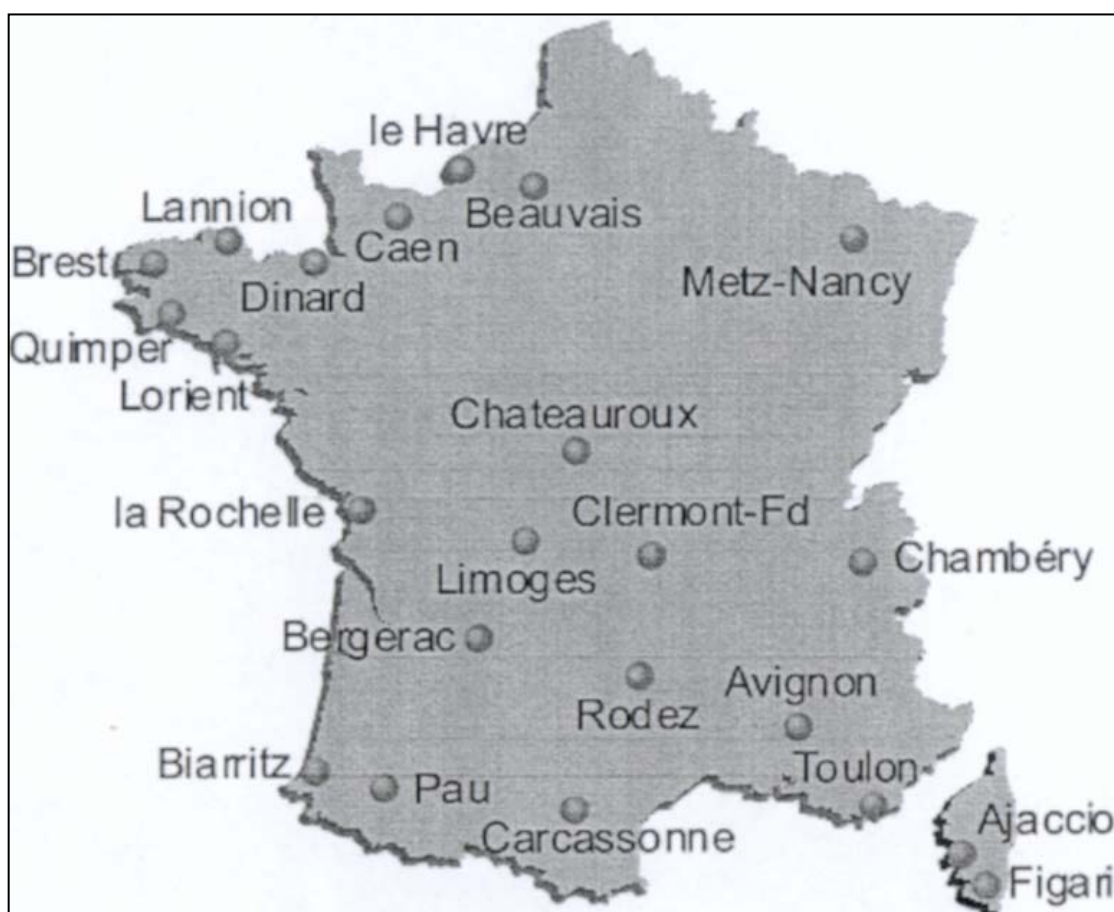 le Havre
Lannion
Beauvais
Caen
Brest
Dinard
Metz-Nancy
Quimper
Lorient
Chateauroux
la Rochelle
Clermont-Fd
Limoges
Chambéry
Bergerac
Avignon
Rodez
Biarritz
Pau
Toulon
Carcassonne
Ajaccio
Figari